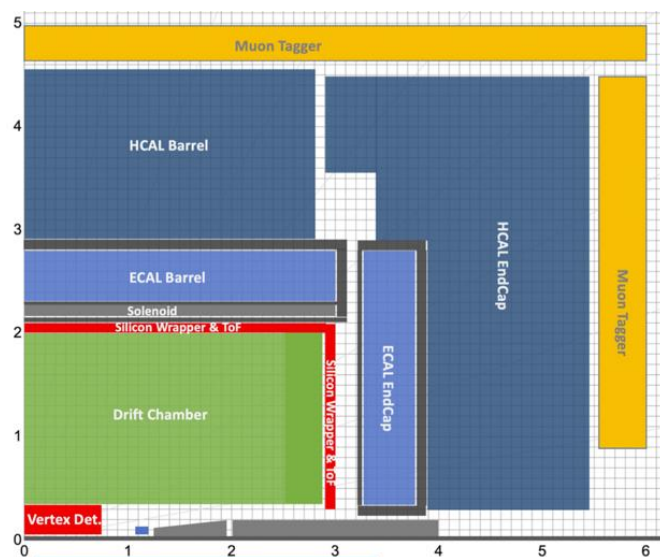 5
Muon Tagger
4
HCAL Barrel
3
HCAL EndCap
ECAL Barrel
Solenoid
Muon Tagger
2
Silicon Wrapper & ToF
Silicon Wrapper & ToF
ECAL EndCap
Drift Chamber
1
Vertex Det.
0
0 1 2 3 4 5 6